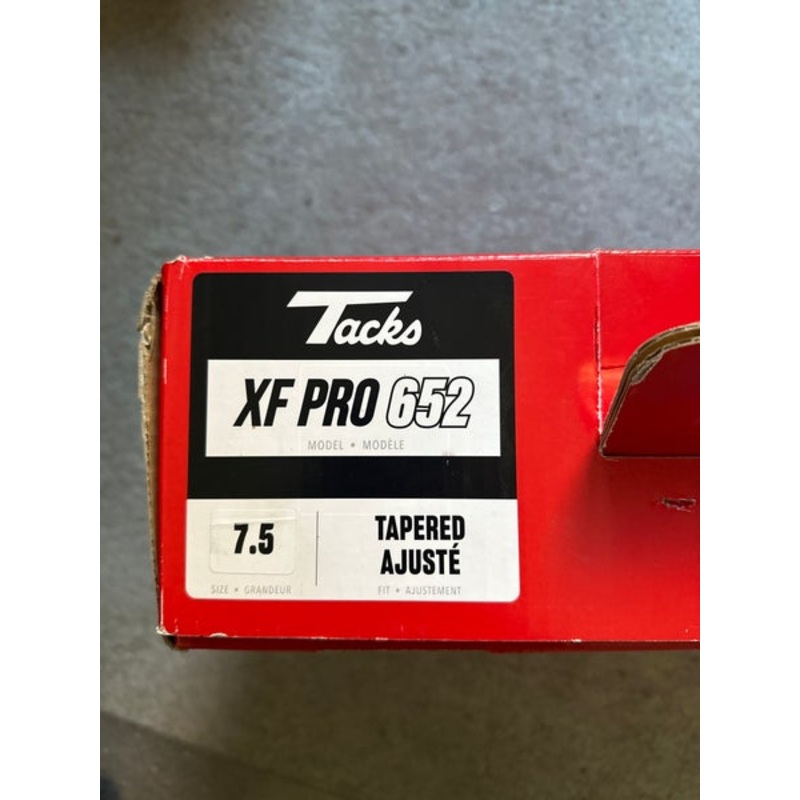 Tacks
XF PRO 652
MODEL • MODÈLE
7.5
SIZE • GRANDEUR
TAPERED
AJUSTÉ
FIT • AJUSTEMENT